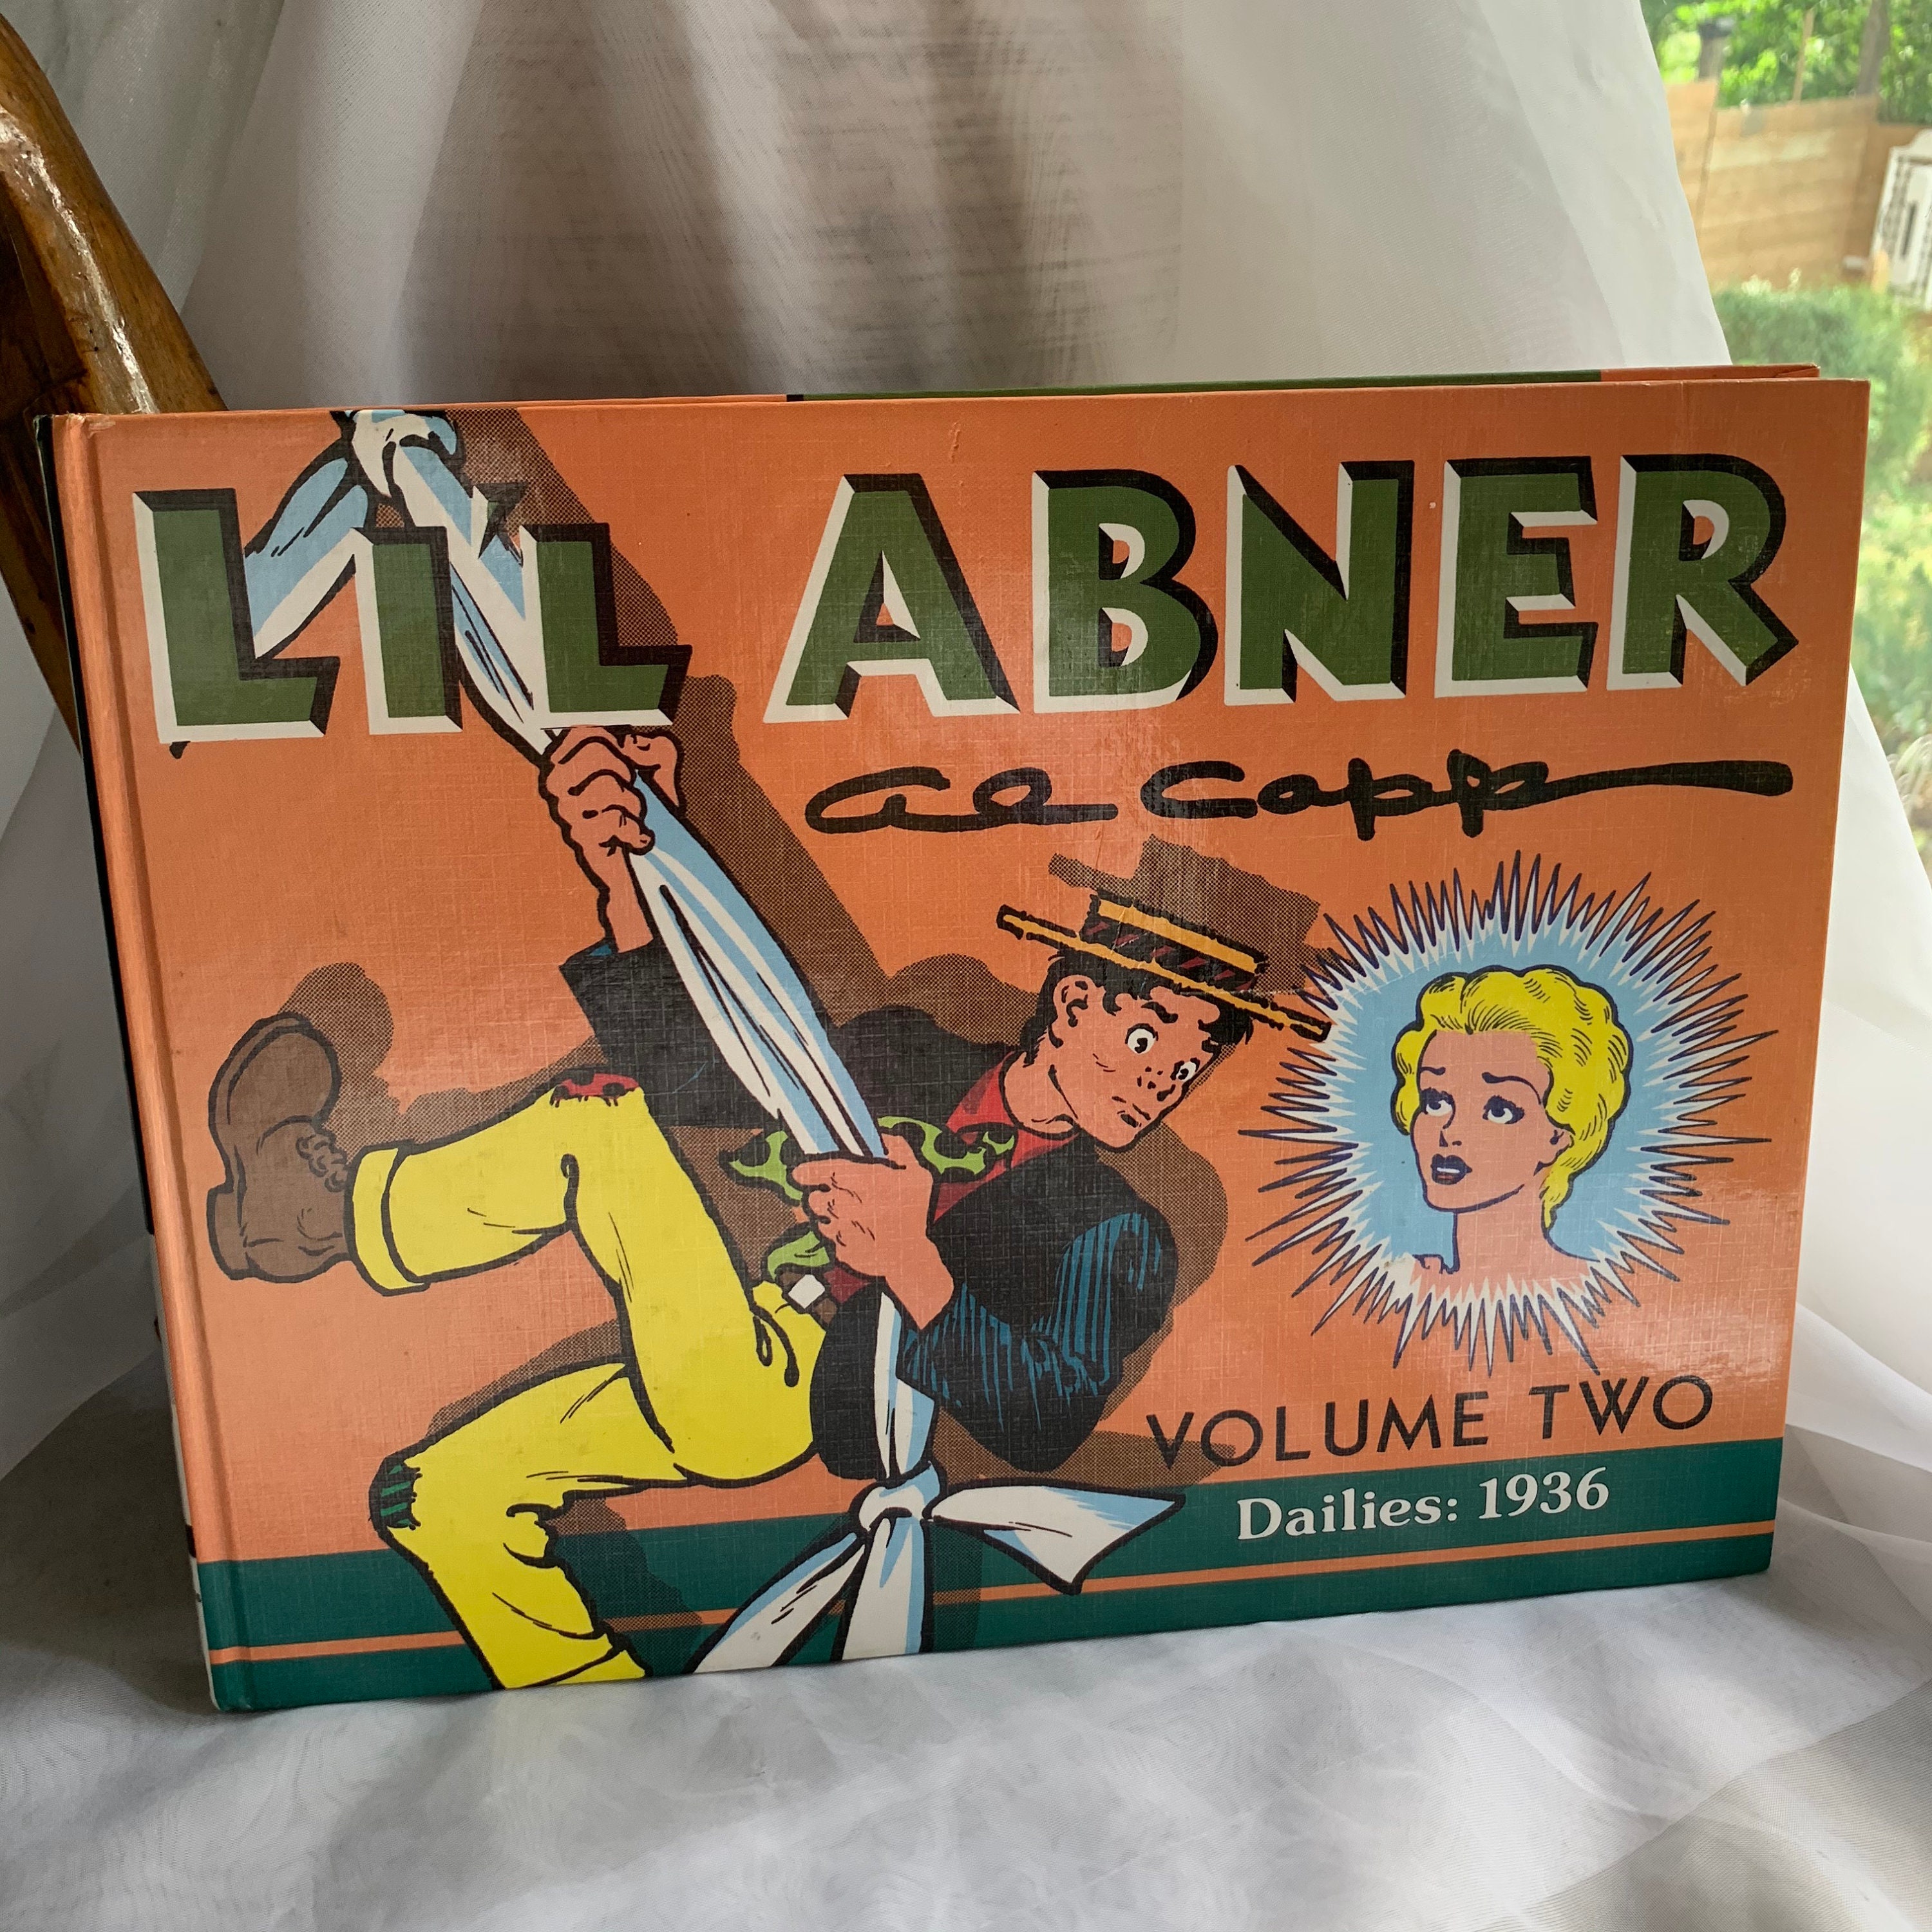 LI'L ABNER
al Capp
VOLUME TWO
Dailies: 1936